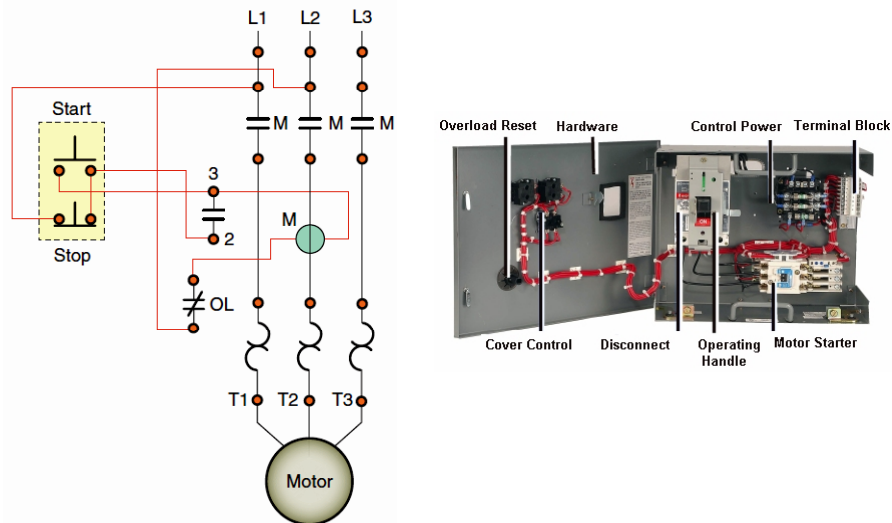 L1 L2 L3
Start
M M M
3
M
2
Stop
OL
T1 T2 T3
Motor
Overload Reset Hardware Control Power Terminal Block
Cover Control Disconnect Operating Handle Motor Starter